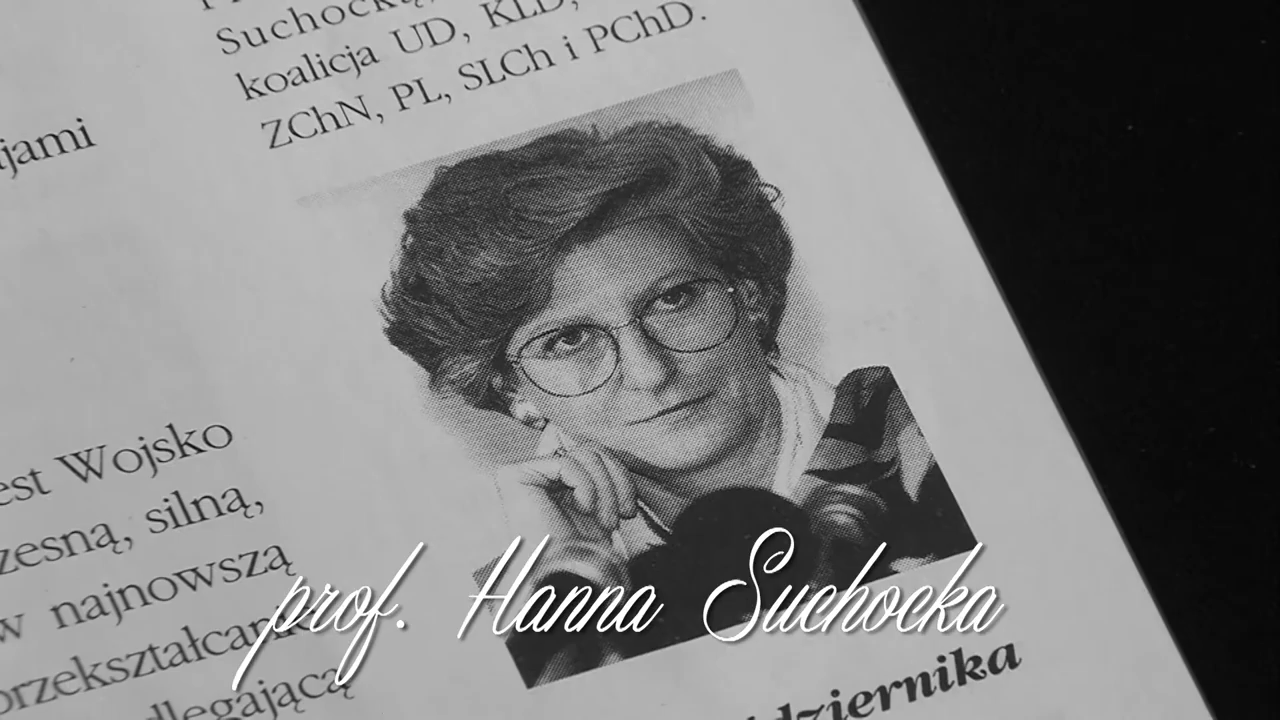 Suchocką,
koalicja UD, KLD,
ZChN, PL, SLCh i PChD.
jami
est Wojsko
zesną, silną,
w najnowszą
przekształcan
dlegającą
dziernika
prof. Hanna Suchocka